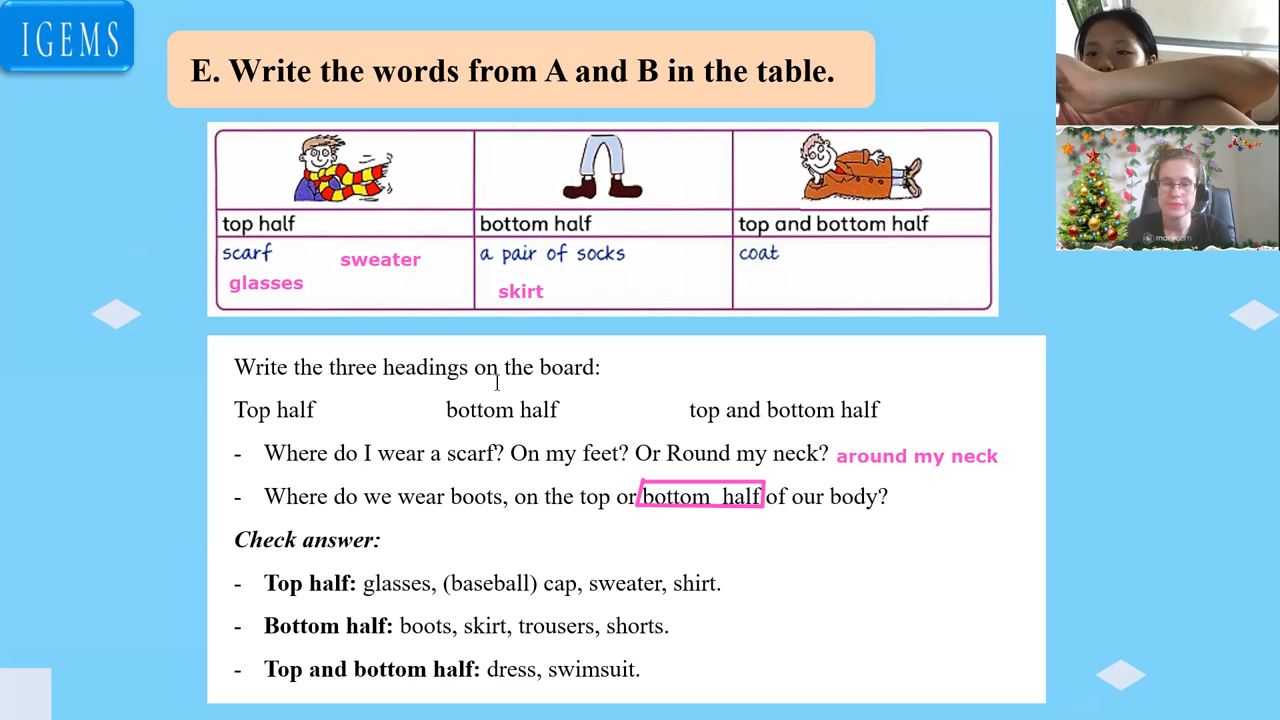 IGEMS
E. Write the words from A and B in the table.
top half bottom half top and bottom half
scarf sweater a pair of socks coat
glasses skirt
Write the three headings on the board:
Top half bottom half top and bottom half
- Where do I wear a scarf? On my feet? Or Round my neck? around my neck
- Where do we wear boots, on the top or bottom half of our body?
Check answer:
- Top half: glasses, (baseball) cap, sweater, shirt.
- Bottom half: boots, skirt, trousers, shorts.
- Top and bottom half: dress, swimsuit.